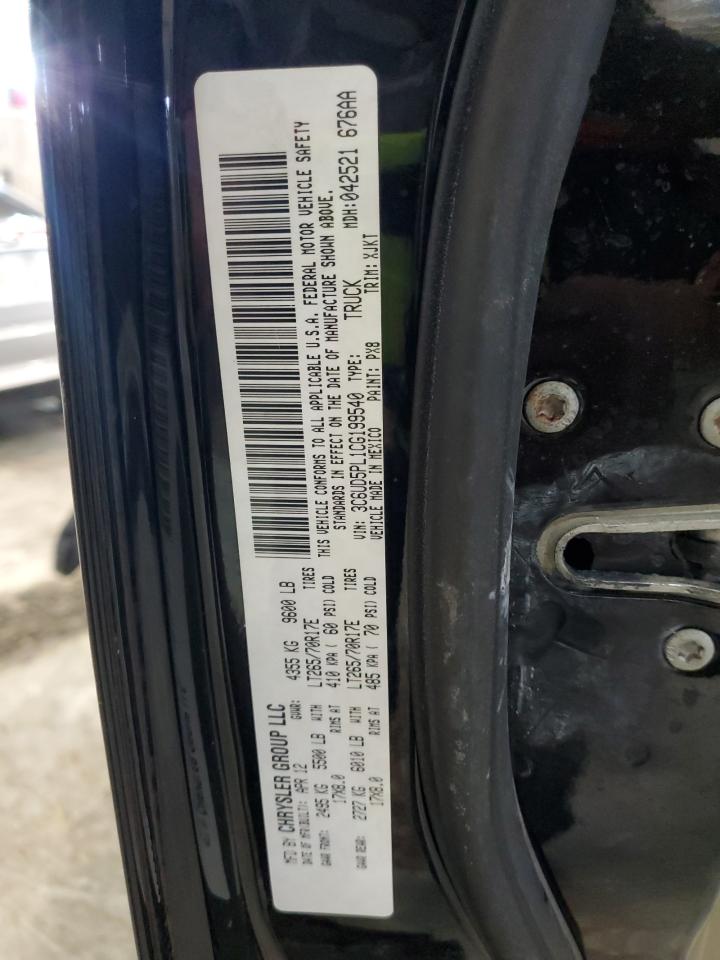 MFD BY CHRYSLER GROUP LLC
DATE OF MFR(BUILT): APR 12 GVWR: 4355 KG 9600 LB
GAWR FRONT: 2495 KG 5500 LB WITH LT265/70R17E TIRES
17X8.0 RIMS AT 410 KPA( 60 PSI) COLD
GAWR REAR: 2727 KG 6010 LB WITH LT265/70R17E TIRES
17X8.0 RIMS AT 485 KPA( 70 PSI) COLD
THIS VEHICLE CONFORMS TO ALL APPLICABLE U.S.A. FEDERAL MOTOR VEHICLE SAFETY
STANDARDS IN EFFECT ON THE DATE OF MANUFACTURE SHOWN ABOVE.
VIN: 3C6UD5PL1CG199540 TYPE: TRUCK MDH:042521 676AA
VEHICLE MADE IN MEXICO PAINT: PX8 TRIM: XJKT